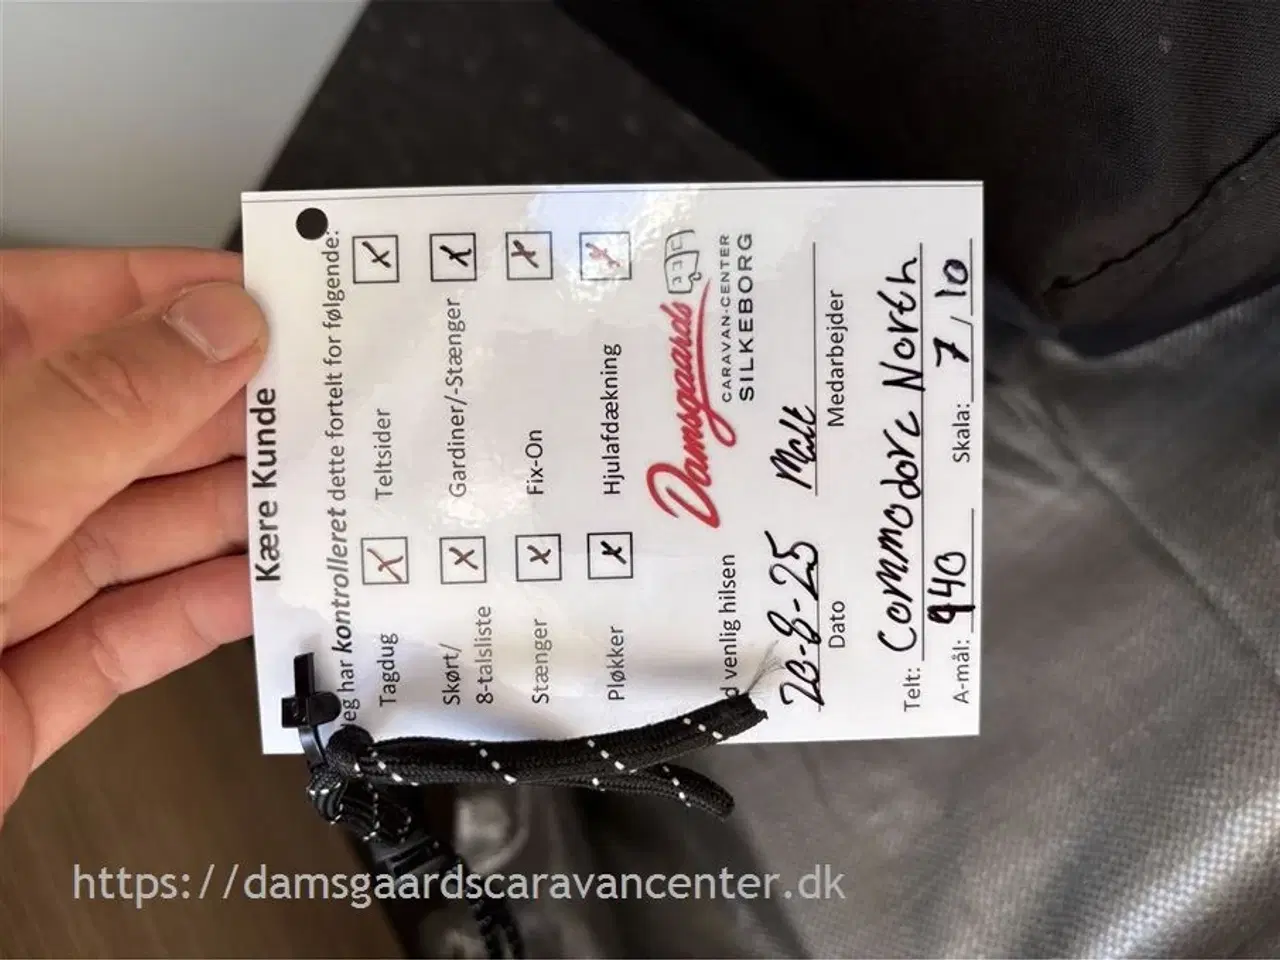 Kære Kunde
Jeg har kontrolleret dette fortelt for følgende:
Tagdug X Teltsider X
Skørt/ X Gardiner/-Stænger X
8-talsliste
Stænger X Fix-On X
Pløkker X Hjulafdækning X
d venlig hilsen Damsgaards
CARAVAN-CENTER
SILKEBORG
23-8-25
Dato Medarbejder
Telt: Commodore North
A-mål: 940 Skala: 7/10
https://damsgaardscaravancenter.dk